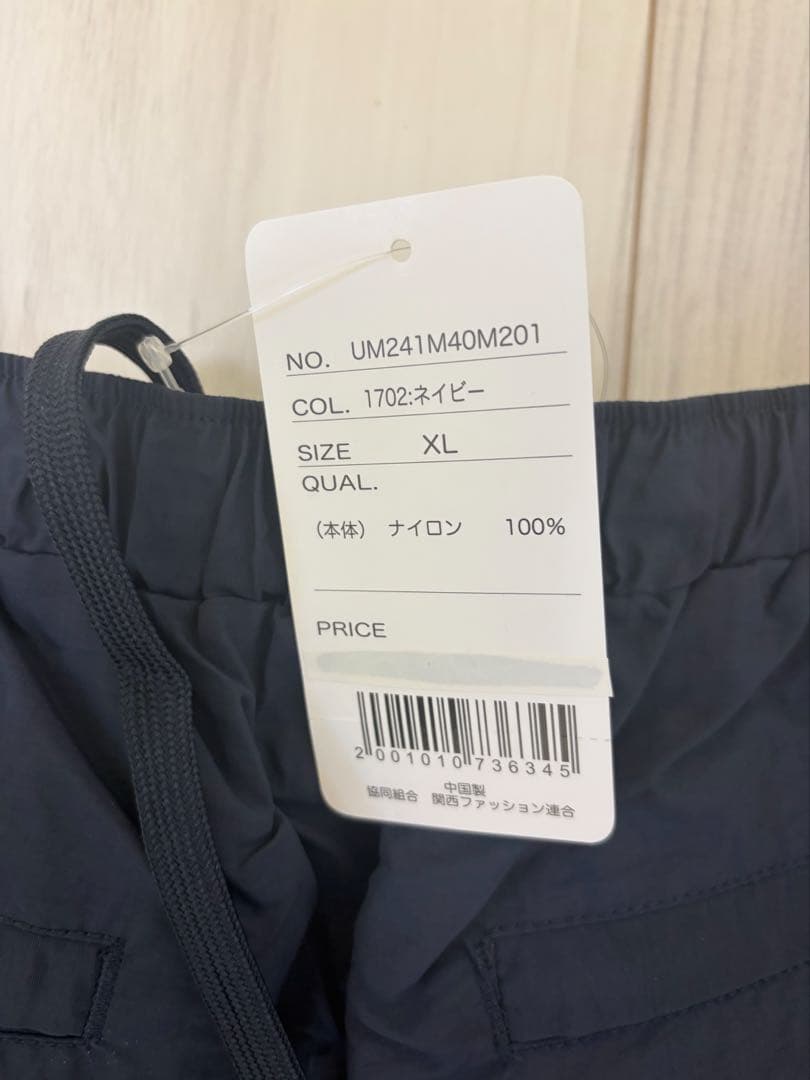 NO. UM241M40M201
COL. 1702:ネイビー
SIZE XL
QUAL.
(本体) ナイロン 100%
PRICE
2001010736345
中国製
協同組合 関西ファッション連合